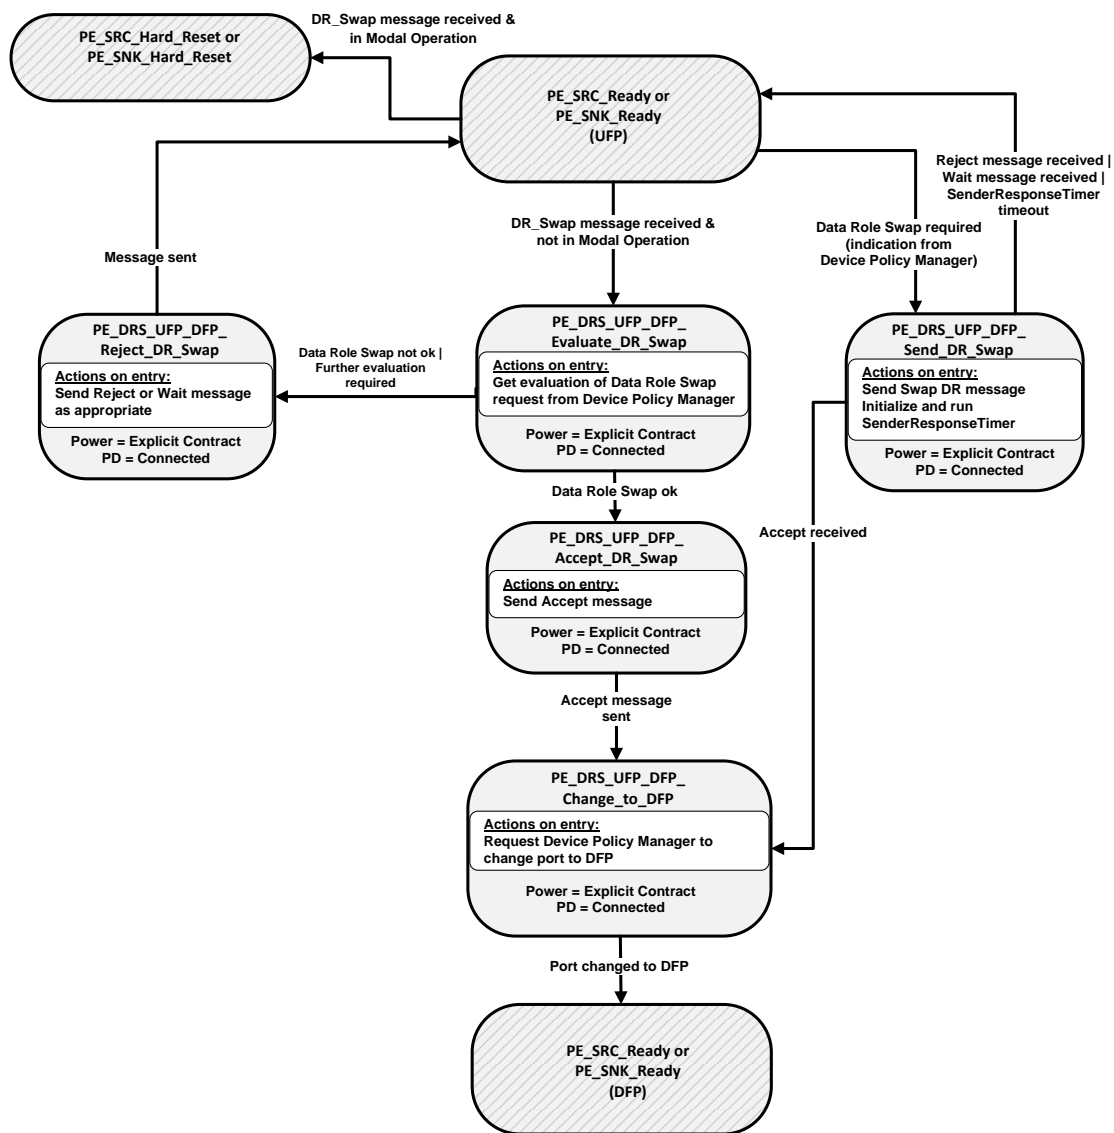 DR_Swap message received &
in Modal Operation
PE_SRC_Hard_Reset or
PE_SNK_Hard_Reset
PE_SRC_Ready or
PE_SNK_Ready
(UFP)
Reject message received |
Wait message received |
SenderResponseTimer
timeout
DR_Swap message received &
not in Modal Operation
Data Role Swap required
(indication from
Device Policy Manager)
Message sent
PE_DRS_UFP_DFP_
Reject_DR_Swap
Actions on entry:
Send Reject or Wait message
as appropriate
Power = Explicit Contract
PD = Connected
Data Role Swap not ok |
Further evaluation
required
PE_DRS_UFP_DFP_
Evaluate_DR_Swap
Actions on entry:
Get evaluation of Data Role Swap
request from Device Policy Manager
Power = Explicit Contract
PD = Connected
PE_DRS_UFP_DFP_
Send_DR_Swap
Actions on entry:
Send Swap DR message
Initialize and run
SenderResponseTimer
Power = Explicit Contract
PD = Connected
Data Role Swap ok
Accept received
PE_DRS_UFP_DFP_
Accept_DR_Swap
Actions on entry:
Send Accept message
Power = Explicit Contract
PD = Connected
Accept message
sent
PE_DRS_UFP_DFP_
Change_to_DFP
Actions on entry:
Request Device Policy Manager to
change port to DFP
Power = Explicit Contract
PD = Connected
Port changed to DFP
PE_SRC_Ready or
PE_SNK_Ready
(DFP)